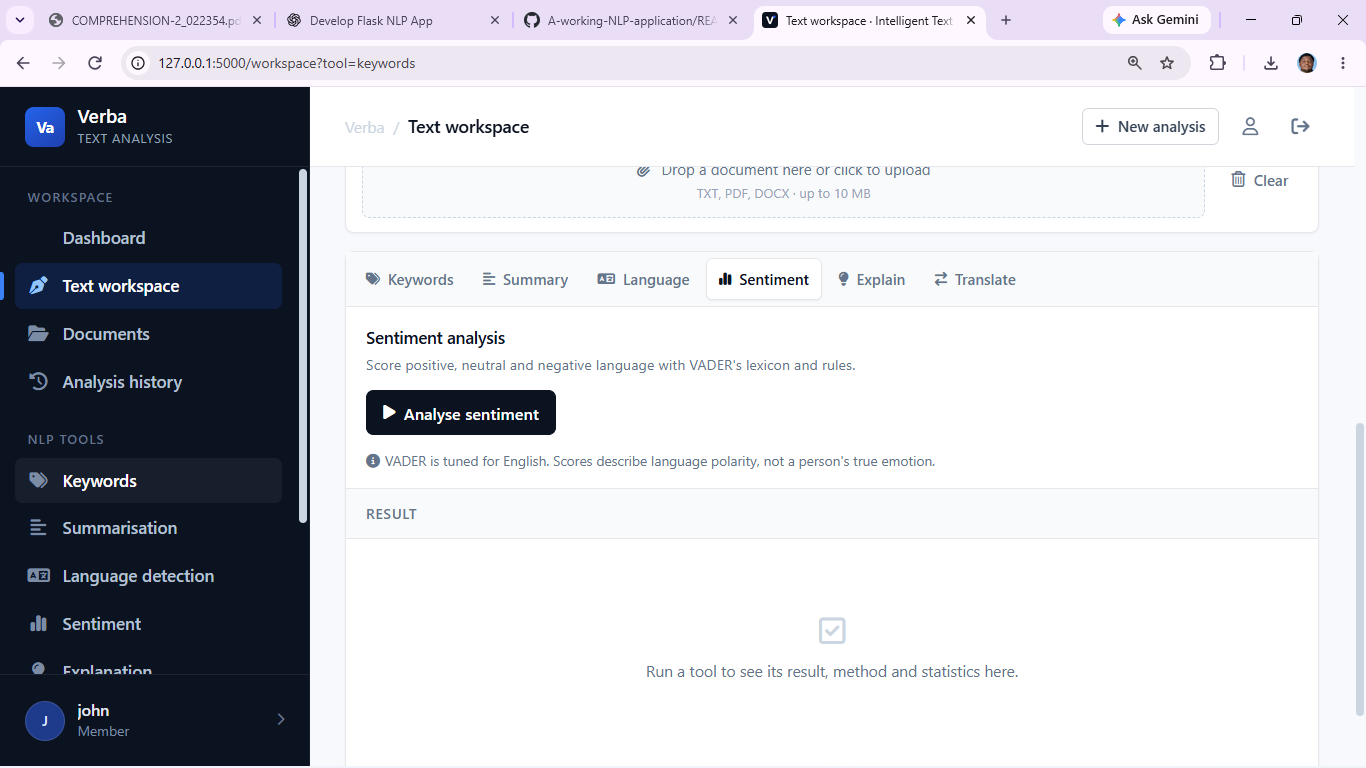 COMPREHENSION-2_022354.pd
Develop Flask NLP App
A-working-NLP-application/REA
Text workspace · Intelligent Text
Ask Gemini
127.0.0.1:5000/workspace?tool=keywords
Va
Verba
TEXT ANALYSIS
WORKSPACE
Dashboard
Text workspace
Documents
Analysis history
NLP TOOLS
Keywords
Summarisation
Language detection
Sentiment
Explanation
J
john
Member
Verba / Text workspace
New analysis
Drop a document here or click to upload
TXT, PDF, DOCX · up to 10 MB
Clear
Keywords Summary Language Sentiment Explain Translate
Sentiment analysis
Score positive, neutral and negative language with VADER's lexicon and rules.
Analyse sentiment
VADER is tuned for English. Scores describe language polarity, not a person's true emotion.
RESULT
Run a tool to see its result, method and statistics here.